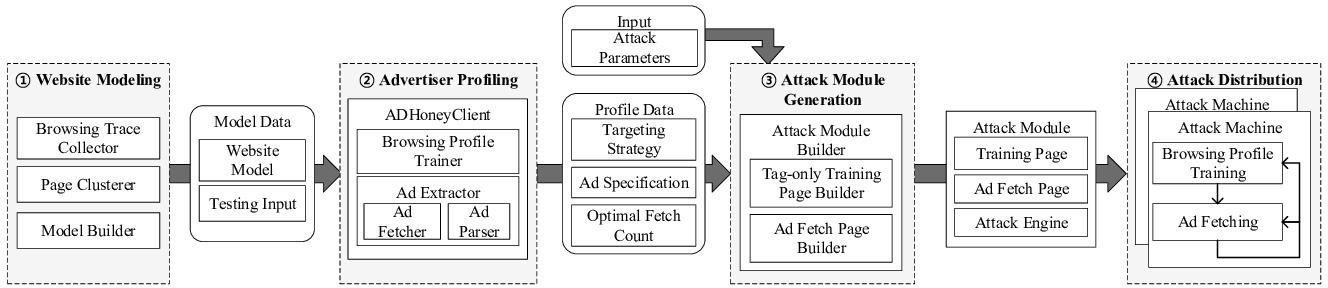 ① Website Modeling
Browsing Trace
Collector
Page Clusterer
Model Builder
Model Data
Website
Model
Testing Input
② Advertiser Profiling
ADHoneyClient
Browsing Profile
Trainer
Ad Extractor
Ad
Fetcher
Ad
Parser
Input
Attack
Parameters
Profile Data
Targeting
Strategy
Ad Specification
Optimal Fetch
Count
③ Attack Module
Generation
Attack Module
Builder
Tag-only Training
Page Builder
Ad Fetch Page
Builder
Attack Module
Training Page
Ad Fetch Page
Attack Engine
④ Attack Distribution
Attack Machine
Attack Machine
Browsing Profile
Training
Ad Fetching